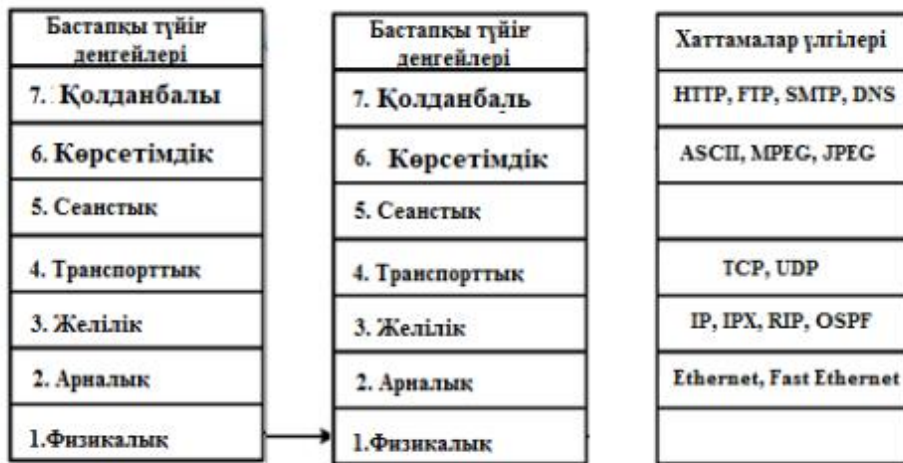 Бастапқы түйін
деңгейлері
7. Қолданбалы
6. Көрсетімдік
5. Сеанстық
4. Транспорттық
3. Желілік
2. Арналық
1.Физикалық
Бастапқы түйін
деңгейлері
7. Қолданбаль
6. Көрсетімдік
5. Сеанстық
4. Транспорттық
3. Желілік
2. Арналық
1.Физикалық
Хаттамалар үлгілері
HTTP, FTP, SMTP, DNS
ASCII, MPEG, JPEG
TCP, UDP
IP, IPX, RIP, OSPF
Ethernet, Fast Ethernet